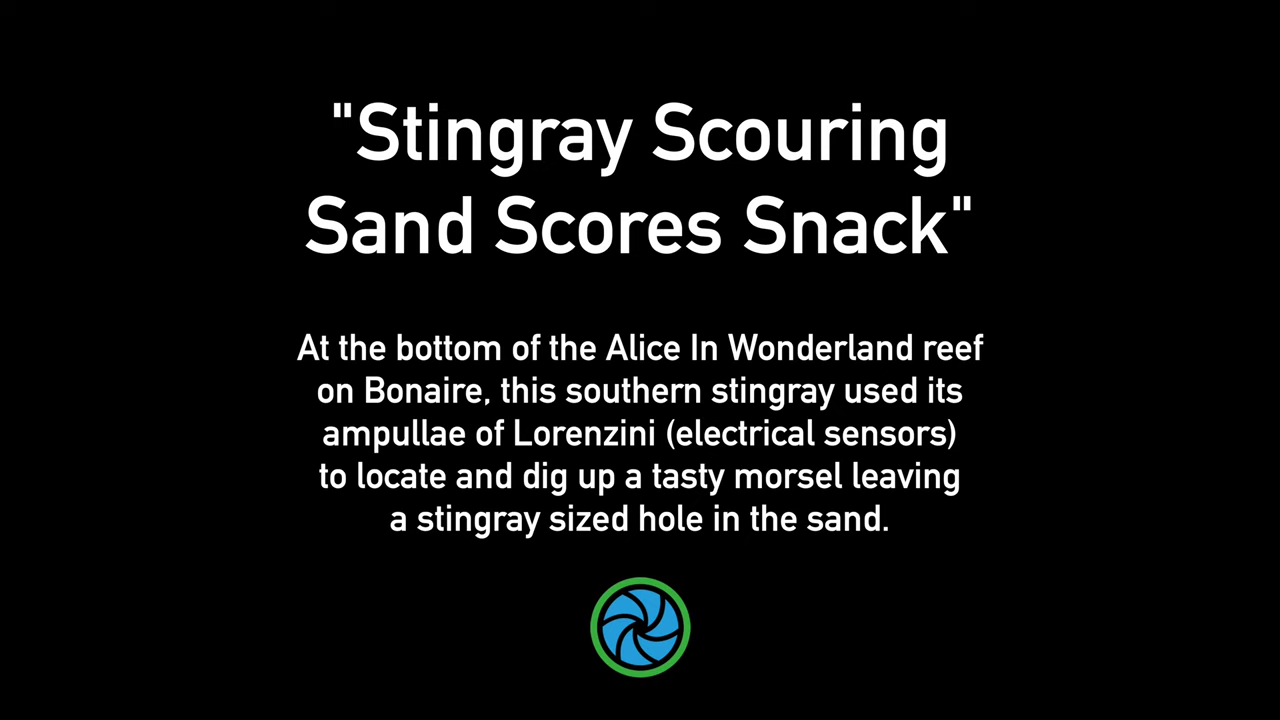 "Stingray Scouring
Sand Scores Snack"
At the bottom of the Alice In Wonderland reef
on Bonaire, this southern stingray used its
ampullae of Lorenzini (electrical sensors)
to locate and dig up a tasty morsel leaving
a stingray sized hole in the sand.